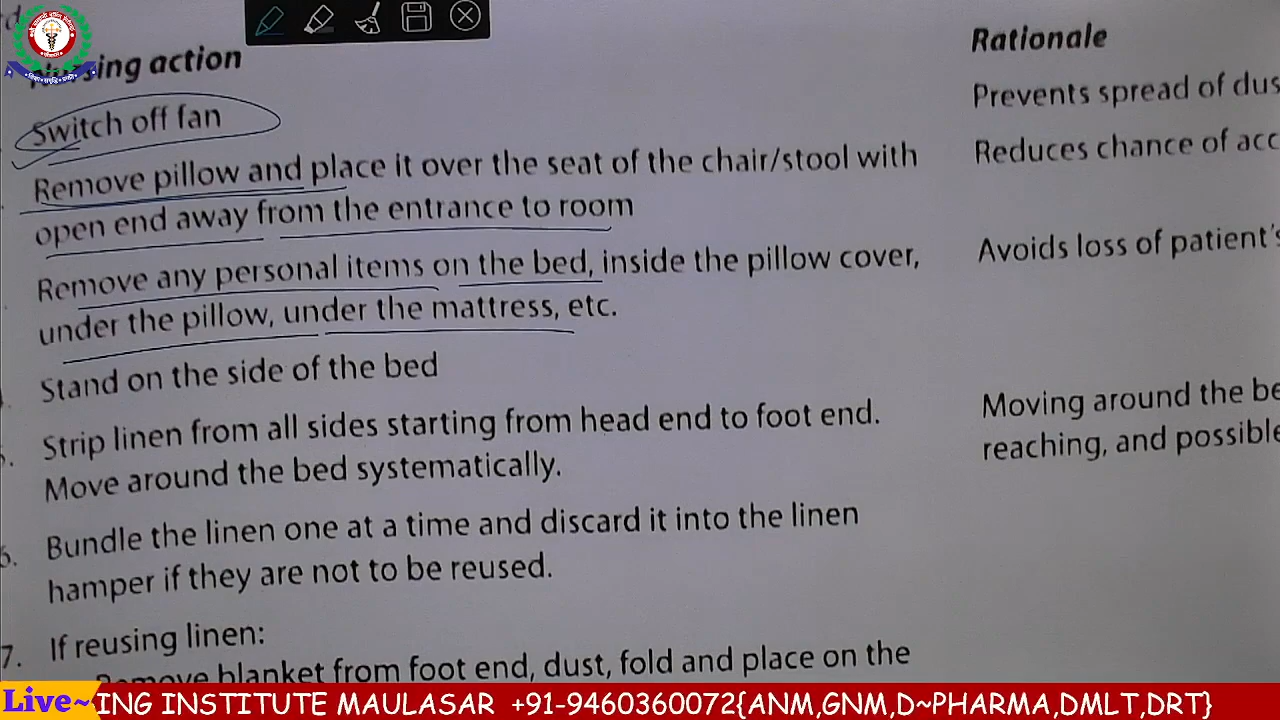 Nursing action
Rationale
Switch off fan
Prevents spread of dus
Remove pillow and place it over the seat of the chair/stool with
open end away from the entrance to room
Reduces chance of acc
Remove any personal items on the bed, inside the pillow cover,
under the pillow, under the mattress, etc.
Avoids loss of patient's
Stand on the side of the bed
5. Strip linen from all sides starting from head end to foot end.
Move around the bed systematically.
Moving around the be
reaching, and possible
6. Bundle the linen one at a time and discard it into the linen
hamper if they are not to be reused.
7. If reusing linen:
Remove blanket from foot end, dust, fold and place on the
Live~
ING INSTITUTE MAULASAR +91-9460360072{ANM,GNM,D~PHARMA,DMLT,DRT}